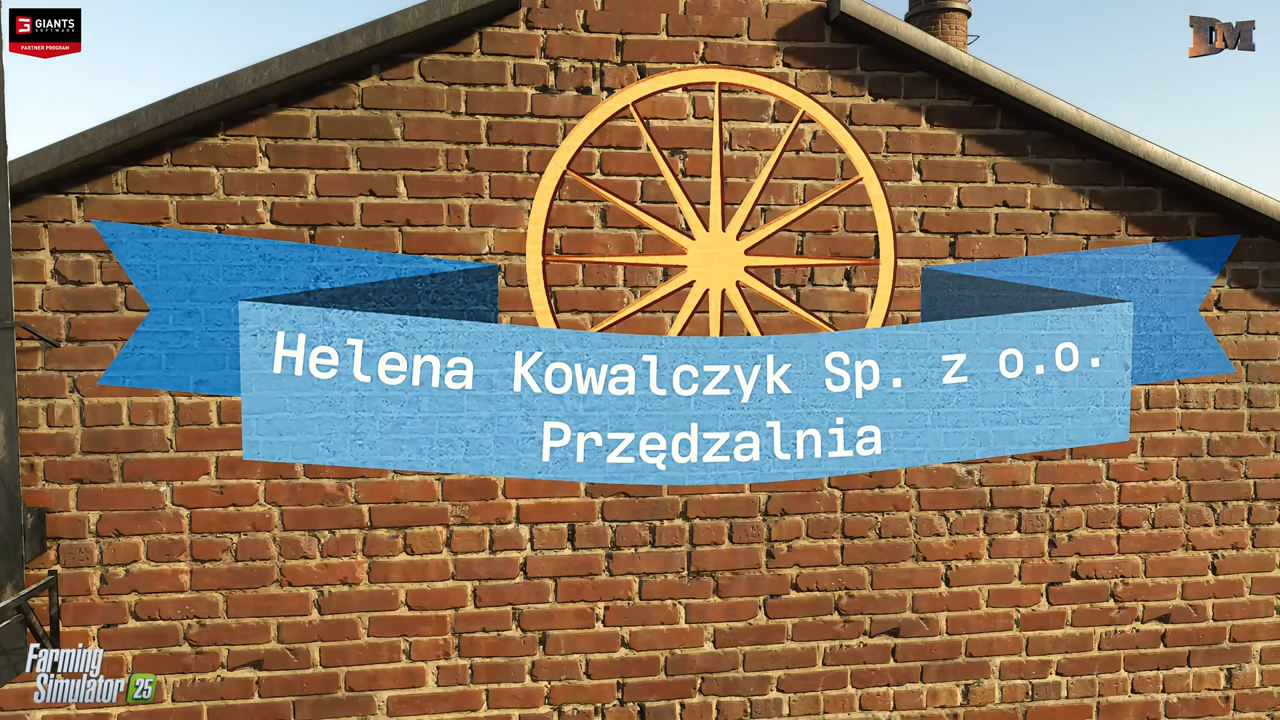 GIANTS
SOFTWARE
PARTNER PROGRAM
DM
Helena Kowalczyk Sp. z o.o.
Przędzalnia
Farming
Simulator 25